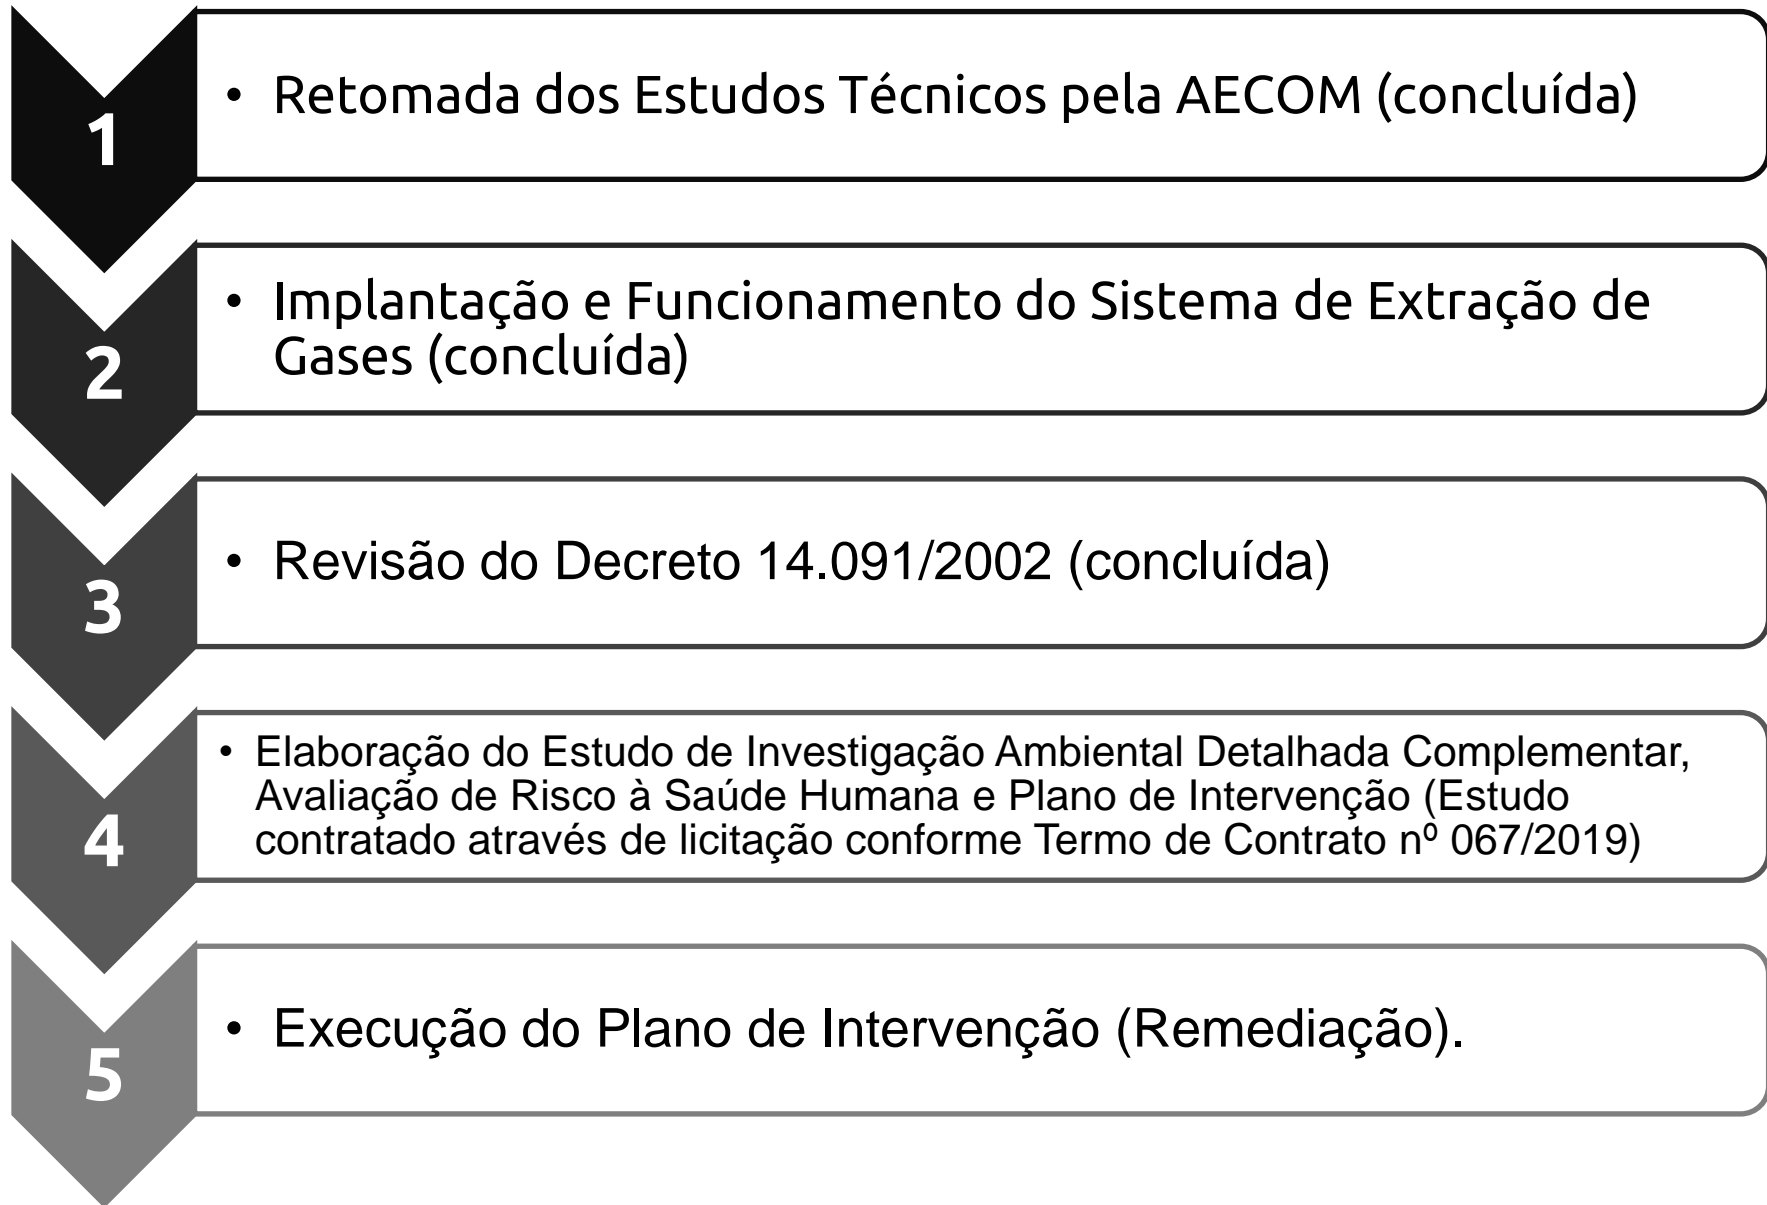 1
• Retomada dos Estudos Técnicos pela AECOM (concluída)
2
• Implantação e Funcionamento do Sistema de Extração de
Gases (concluída)
3
• Revisão do Decreto 14.091/2002 (concluída)
4
• Elaboração do Estudo de Investigação Ambiental Detalhada Complementar,
Avaliação de Risco à Saúde Humana e Plano de Intervenção (Estudo
contratado através de licitação conforme Termo de Contrato nº 067/2019)
5
• Execução do Plano de Intervenção (Remediação).